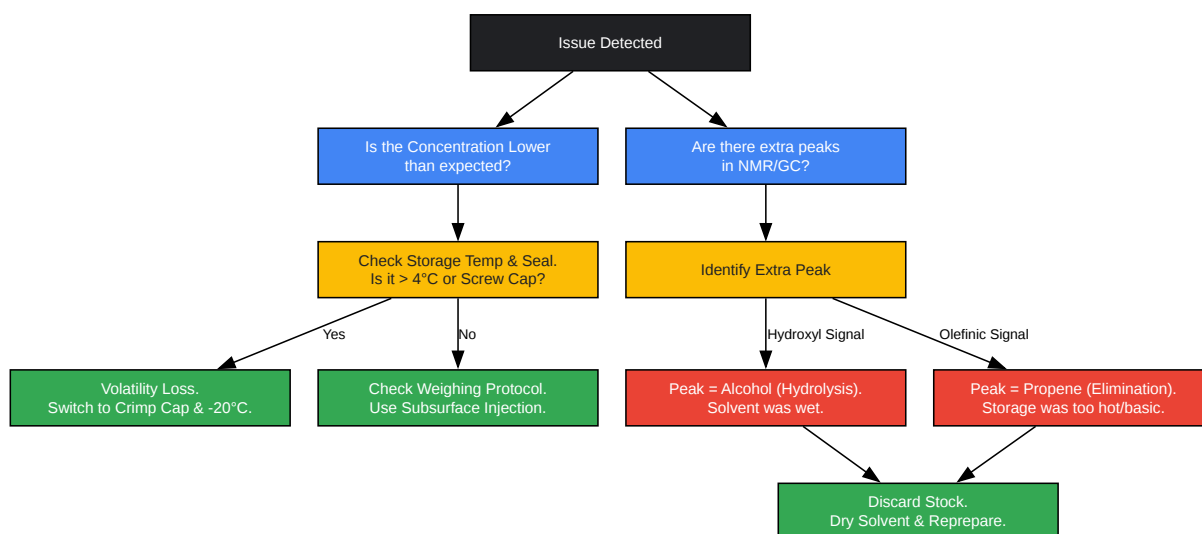 Issue Detected
Is the Concentration Lower
than expected?
Are there extra peaks
in NMR/GC?
Check Storage Temp & Seal.
Is it > 4°C or Screw Cap?
Identify Extra Peak
Yes
No
Hydroxyl Signal
Olefinic Signal
Volatility Loss.
Switch to Crimp Cap & -20°C.
Check Weighing Protocol.
Use Subsurface Injection.
Peak = Alcohol (Hydrolysis).
Solvent was wet.
Peak = Propene (Elimination).
Storage was too hot/basic.
Discard Stock.
Dry Solvent & Reprepare.